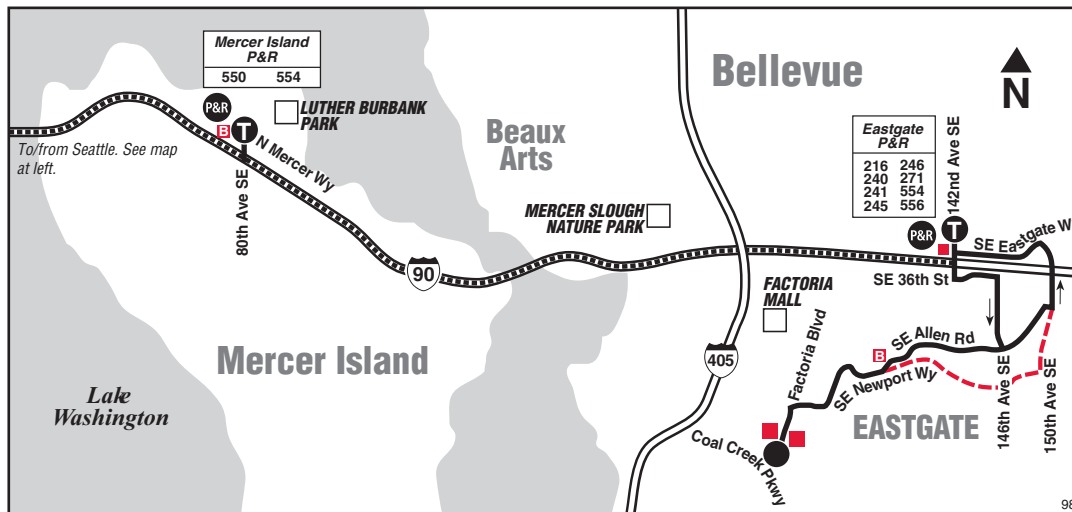 Mercer Island
P&R
550 554
P&R
T
B
LUTHER BURBANK
PARK
N Mercer Wy
80th Ave SE
To/from Seattle. See map
at left.
Bellevue
N
Beaux
Arts
Eastgate
P&R
216 246
240 271
241 554
245 556
142nd Ave SE
P&R
T
SE Eastgate W
MERCER SLOUGH
NATURE PARK
90
SE 36th St
FACTORIA
MALL
Mercer Island
405
Factoria Blvd
B
SE Allen Rd
SE Newport Wy
Lake
Washington
EASTGATE
146th Ave SE
150th Ave SE
Coal Creek Pkwy
98